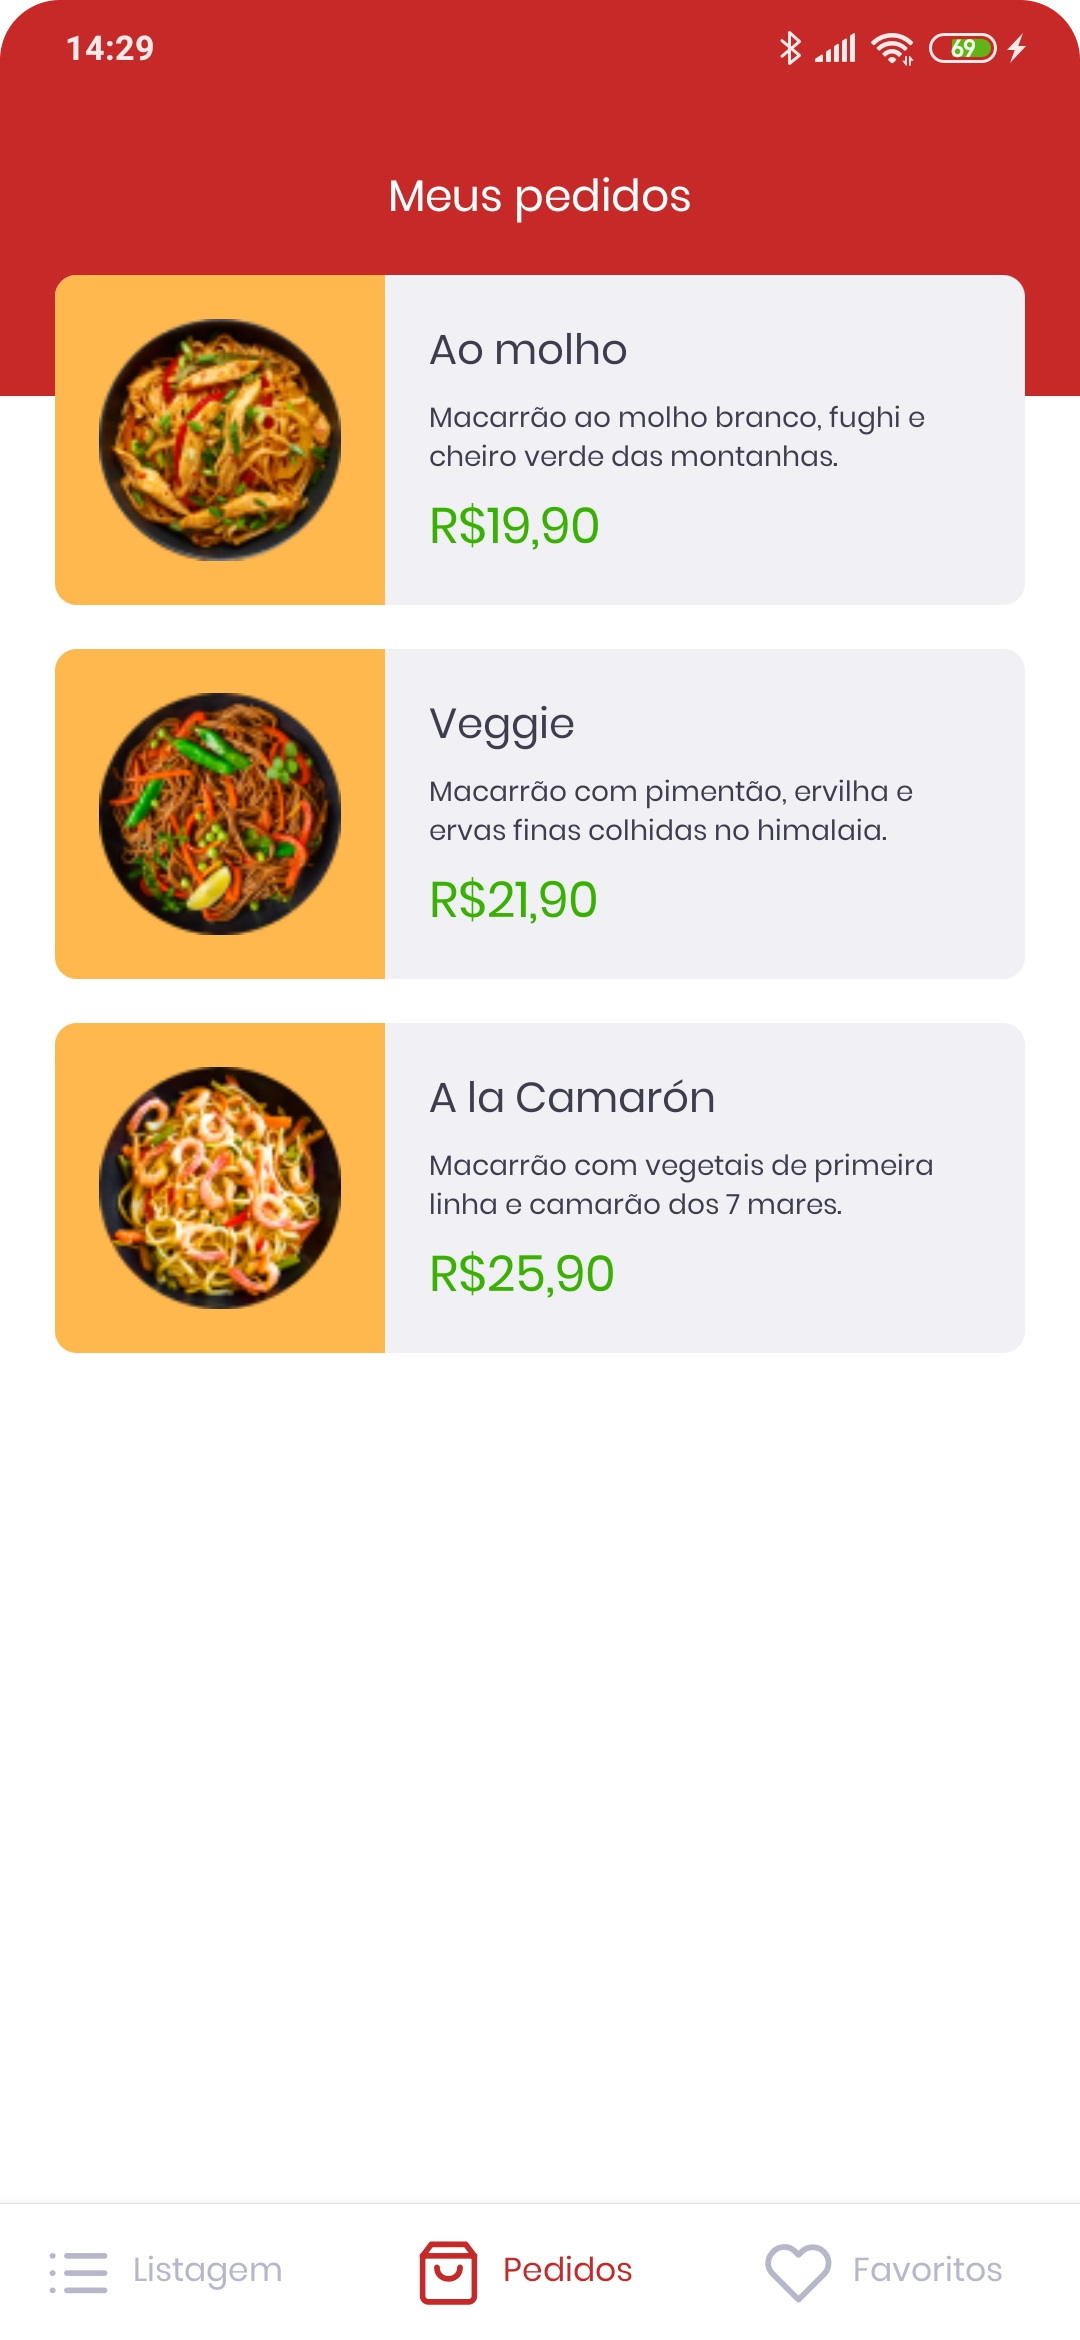 14:29
69
Meus pedidos
Ao molho
Macarrão ao molho branco, fughi e
cheiro verde das montanhas.
R$19,90
Veggie
Macarrão com pimentão, ervilha e
ervas finas colhidas no himalaia.
R$21,90
A la Camarón
Macarrão com vegetais de primeira
linha e camarão dos 7 mares.
R$25,90
Listagem
Pedidos
Favoritos